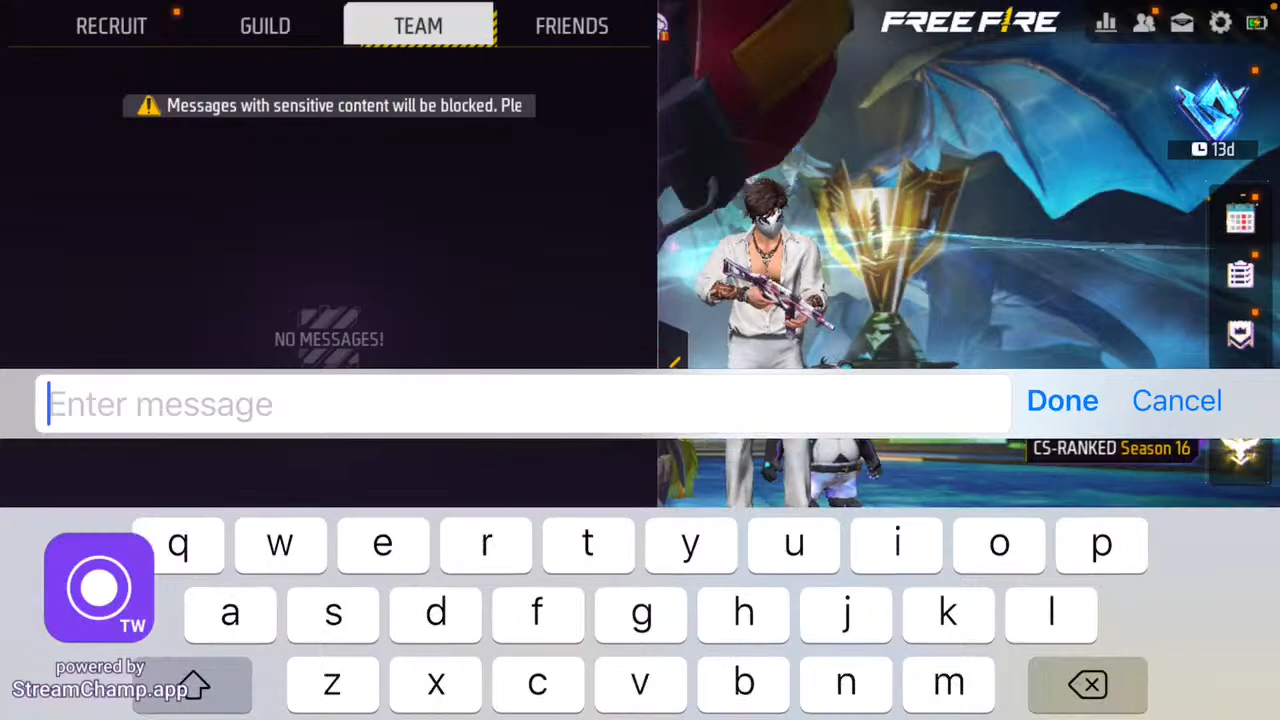 RECRUIT GUILD TEAM FRIENDS
FREE FIRE
Messages with sensitive content will be blocked. Ple
13d
NO MESSAGES!
Enter message Done Cancel
CS-RANKED Season 16
q w e r t y u i o p
a s d f g h j k l
TW
z x c v b n m
powered by
StreamChamp.app